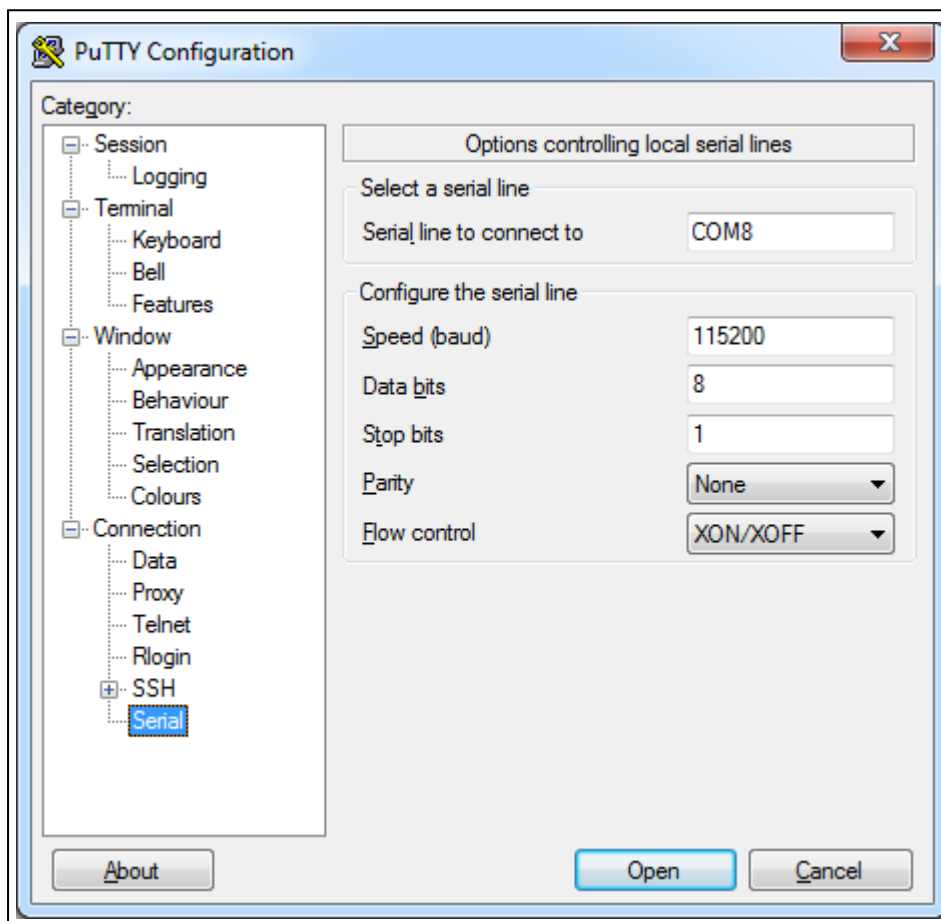 PuTTY Configuration
Category:
Session
Logging
Terminal
Keyboard
Bell
Features
Window
Appearance
Behaviour
Translation
Selection
Colours
Connection
Data
Proxy
Telnet
Rlogin
SSH
Serial
Options controlling local serial lines
Select a serial line
Serial line to connect to COM8
Configure the serial line
Speed (baud) 115200
Data bits 8
Stop bits 1
Parity None
Flow control XON/XOFF
About Open Cancel